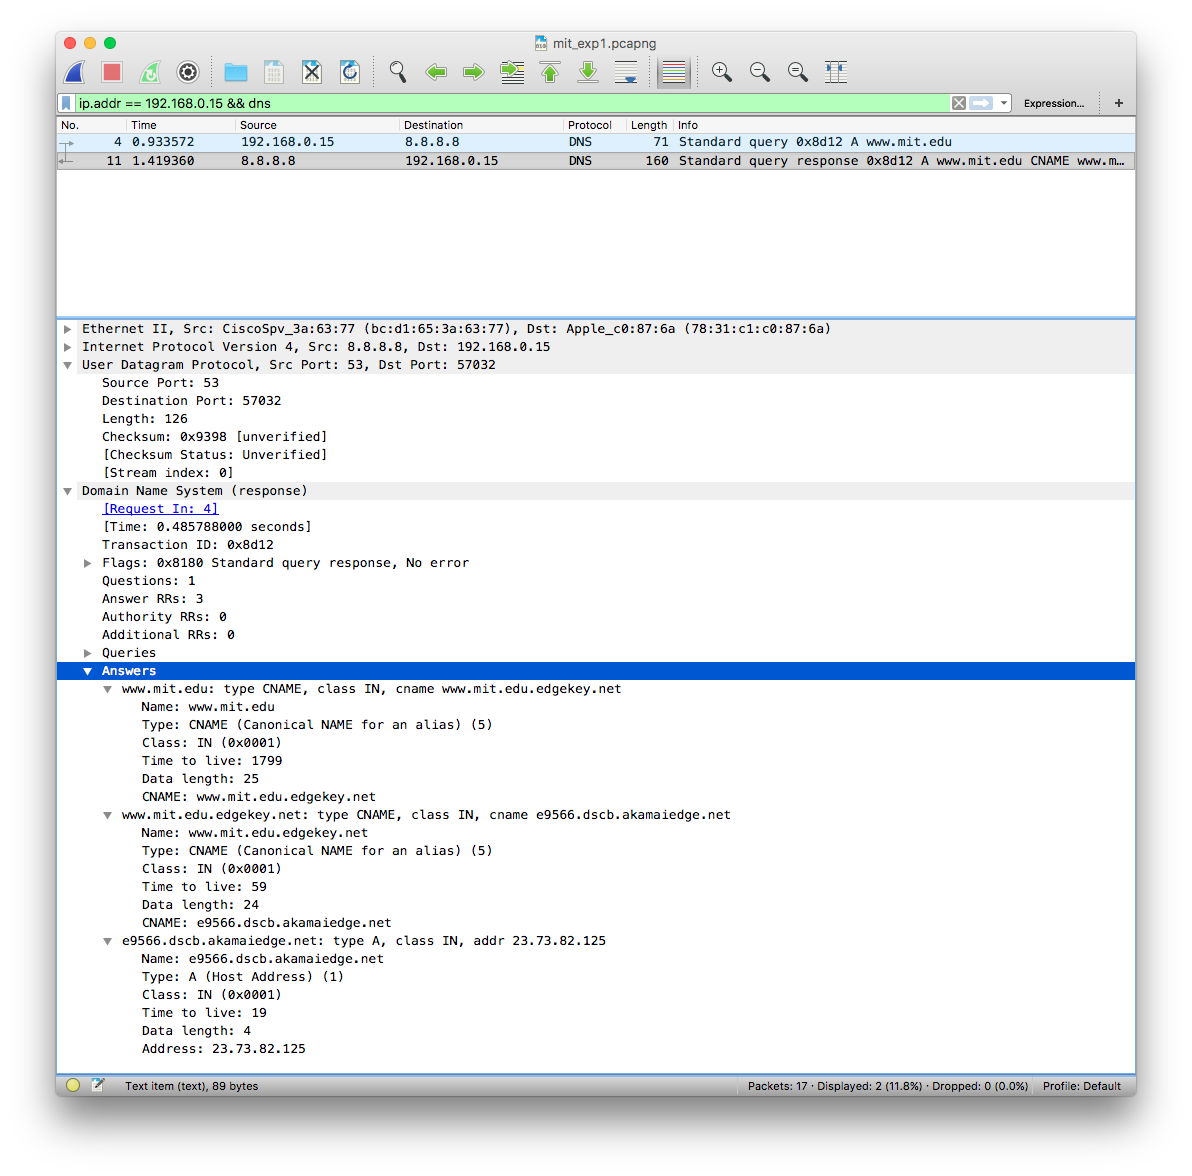 mit_exp1.pcapng
ip.addr == 192.168.0.15 && dns
Expression...
+
No. Time Source Destination Protocol Length Info
4 0.933572 192.168.0.15 8.8.8.8 DNS 71 Standard query 0x8d12 A www.mit.edu
11 1.419360 8.8.8.8 192.168.0.15 DNS 160 Standard query response 0x8d12 A www.mit.edu CNAME www.m…
Ethernet II, Src: CiscoSpv_3a:63:77 (bc:d1:65:3a:63:77), Dst: Apple_c0:87:6a (78:31:c1:c0:87:6a)
Internet Protocol Version 4, Src: 8.8.8.8, Dst: 192.168.0.15
User Datagram Protocol, Src Port: 53, Dst Port: 57032
Source Port: 53
Destination Port: 57032
Length: 126
Checksum: 0x9398 [unverified]
[Checksum Status: Unverified]
[Stream index: 0]
Domain Name System (response)
[Request In: 4]
[Time: 0.485788000 seconds]
Transaction ID: 0x8d12
Flags: 0x8180 Standard query response, No error
Questions: 1
Answer RRs: 3
Authority RRs: 0
Additional RRs: 0
Queries
Answers
www.mit.edu: type CNAME, class IN, cname www.mit.edu.edgekey.net
Name: www.mit.edu
Type: CNAME (Canonical NAME for an alias) (5)
Class: IN (0x0001)
Time to live: 1799
Data length: 25
CNAME: www.mit.edu.edgekey.net
www.mit.edu.edgekey.net: type CNAME, class IN, cname e9566.dscb.akamaiedge.net
Name: www.mit.edu.edgekey.net
Type: CNAME (Canonical NAME for an alias) (5)
Class: IN (0x0001)
Time to live: 59
Data length: 24
CNAME: e9566.dscb.akamaiedge.net
e9566.dscb.akamaiedge.net: type A, class IN, addr 23.73.82.125
Name: e9566.dscb.akamaiedge.net
Type: A (Host Address) (1)
Class: IN (0x0001)
Time to live: 19
Data length: 4
Address: 23.73.82.125
Text item (text), 89 bytes
Packets: 17 · Displayed: 2 (11.8%) · Dropped: 0 (0.0%)
Profile: Default